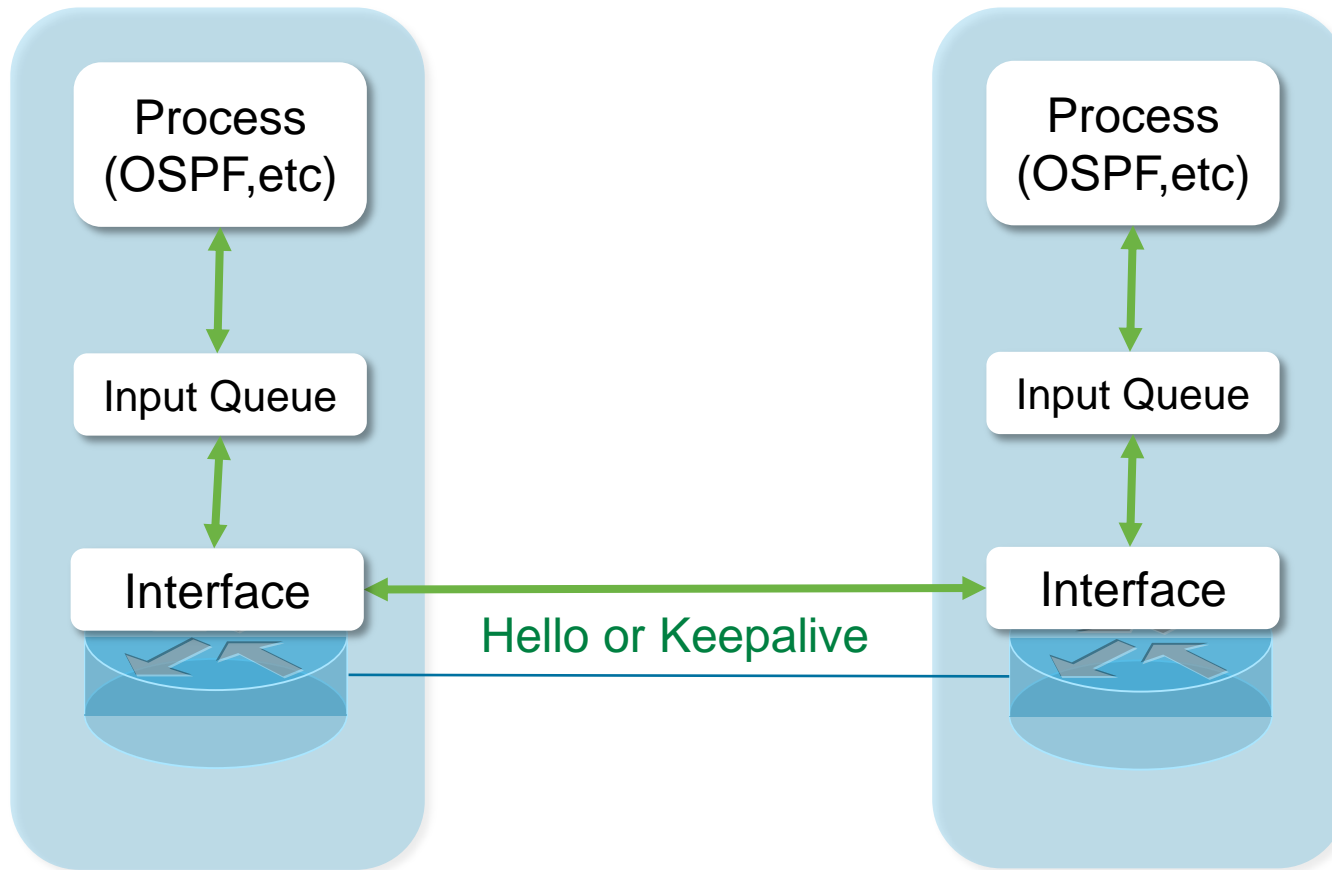 Process
(OSPF,etc)
Input Queue
Interface
Hello or Keepalive
Process
(OSPF,etc)
Input Queue
Interface